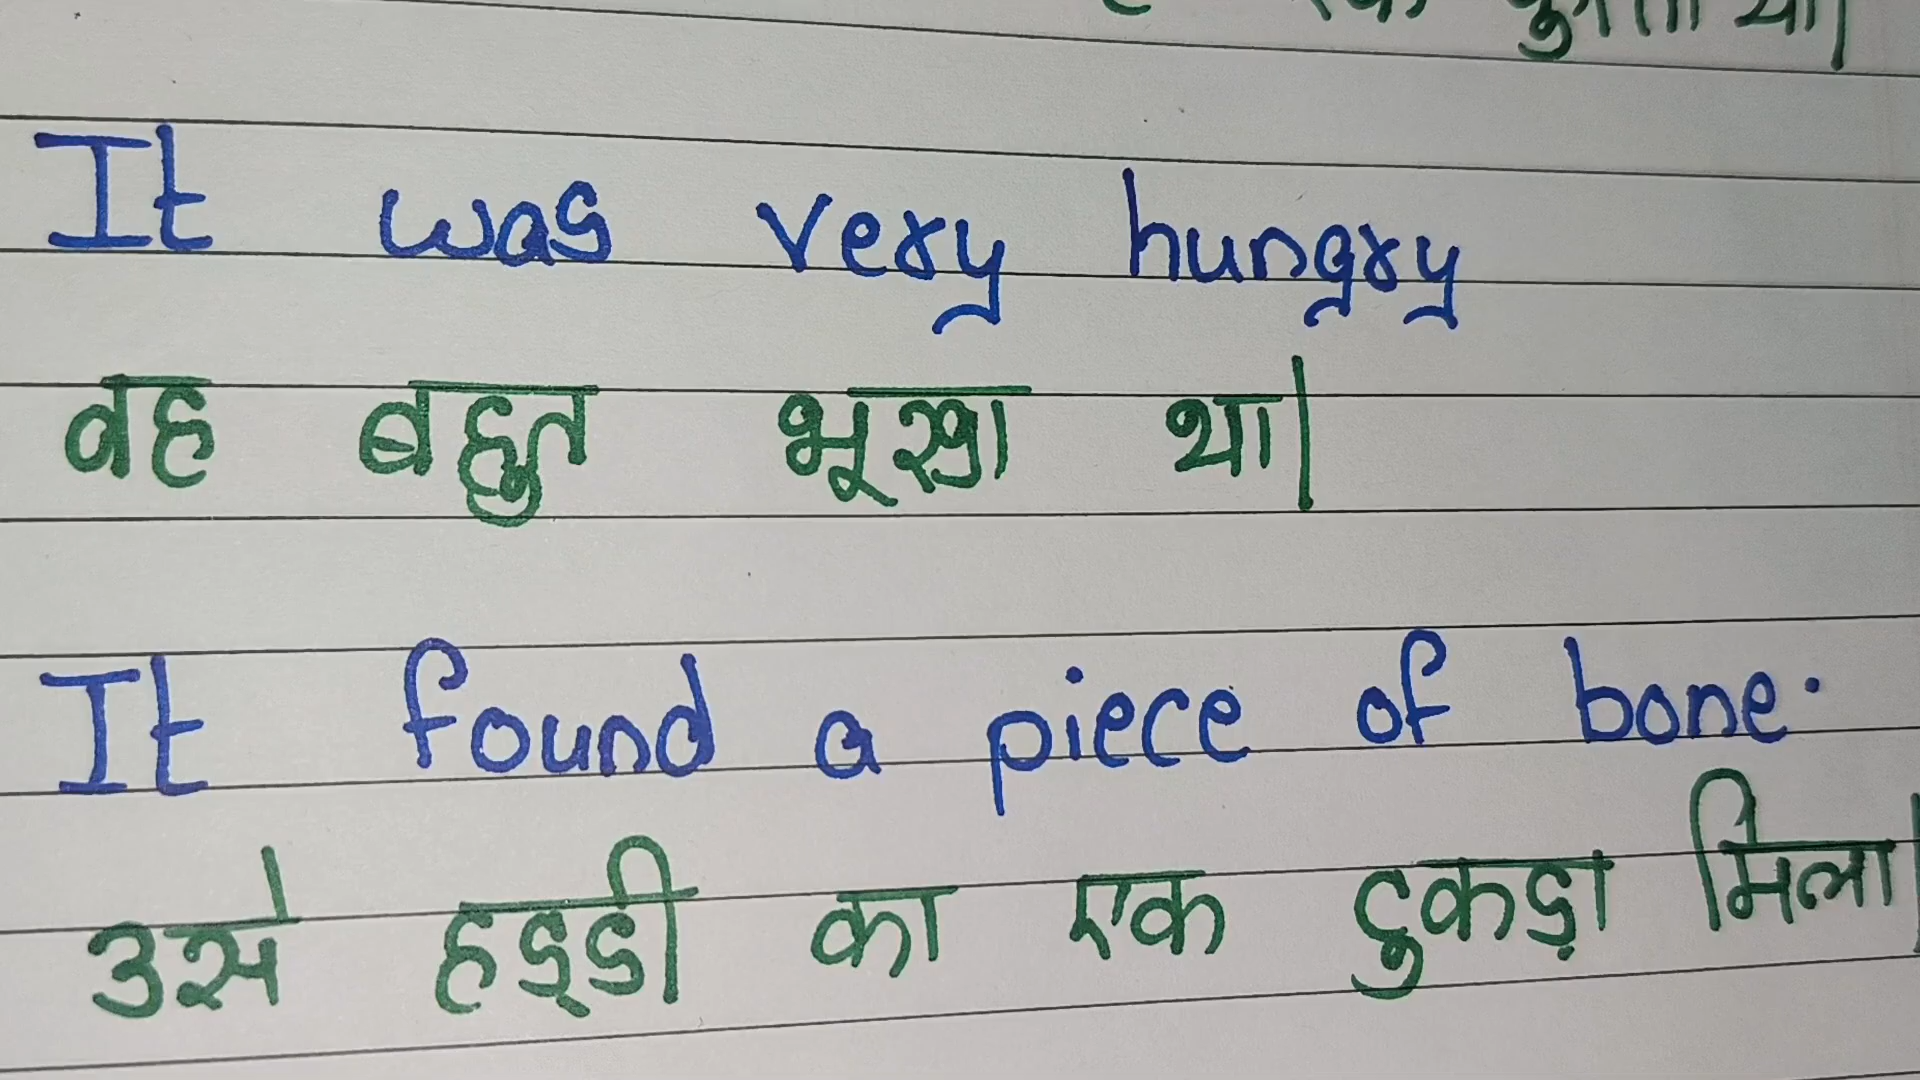 था|
It was very hungry
वह बहुत भूखा था|
It found a piece of bone.
उसे हड्डी का एक टुकड़ा मिला|